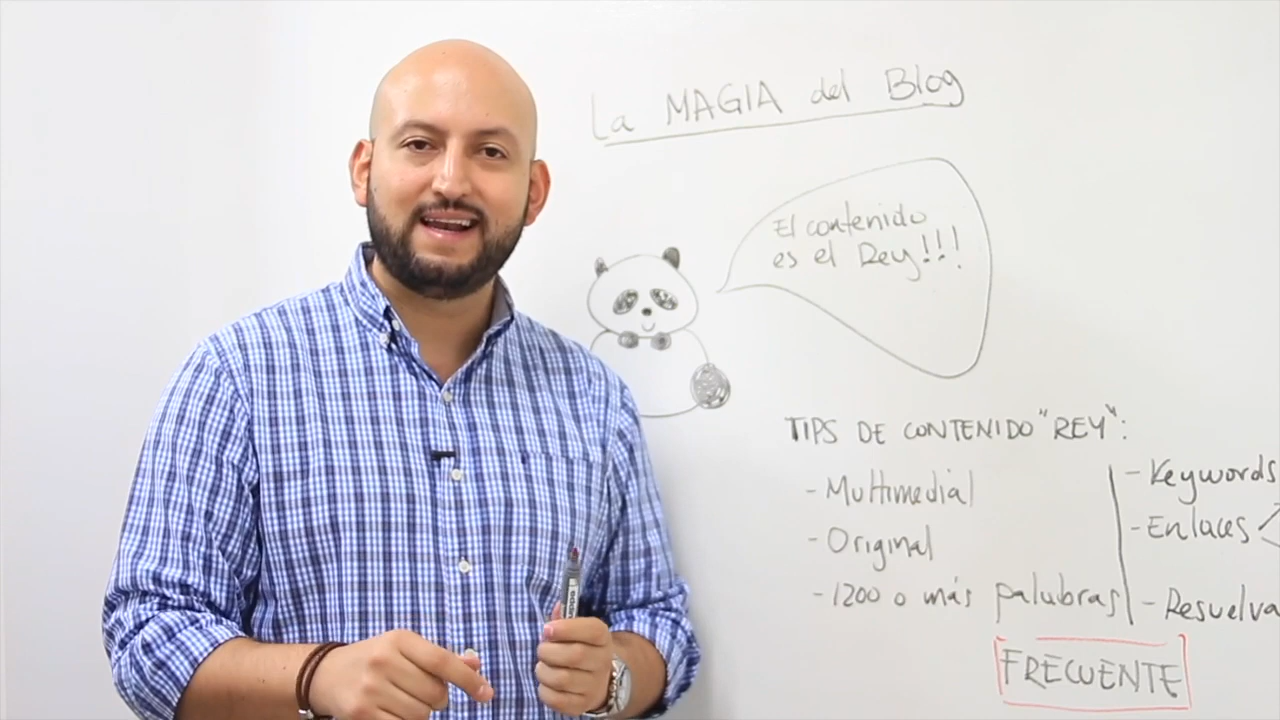 La MAGIA del Blog
El contenido
es el Rey!!!
TIPS DE CONTENIDO "REY":
- Multimedial
- Original
- 1200 o más palabras
- Keywords
- Enlaces
- Resuelva
FRECUENTE